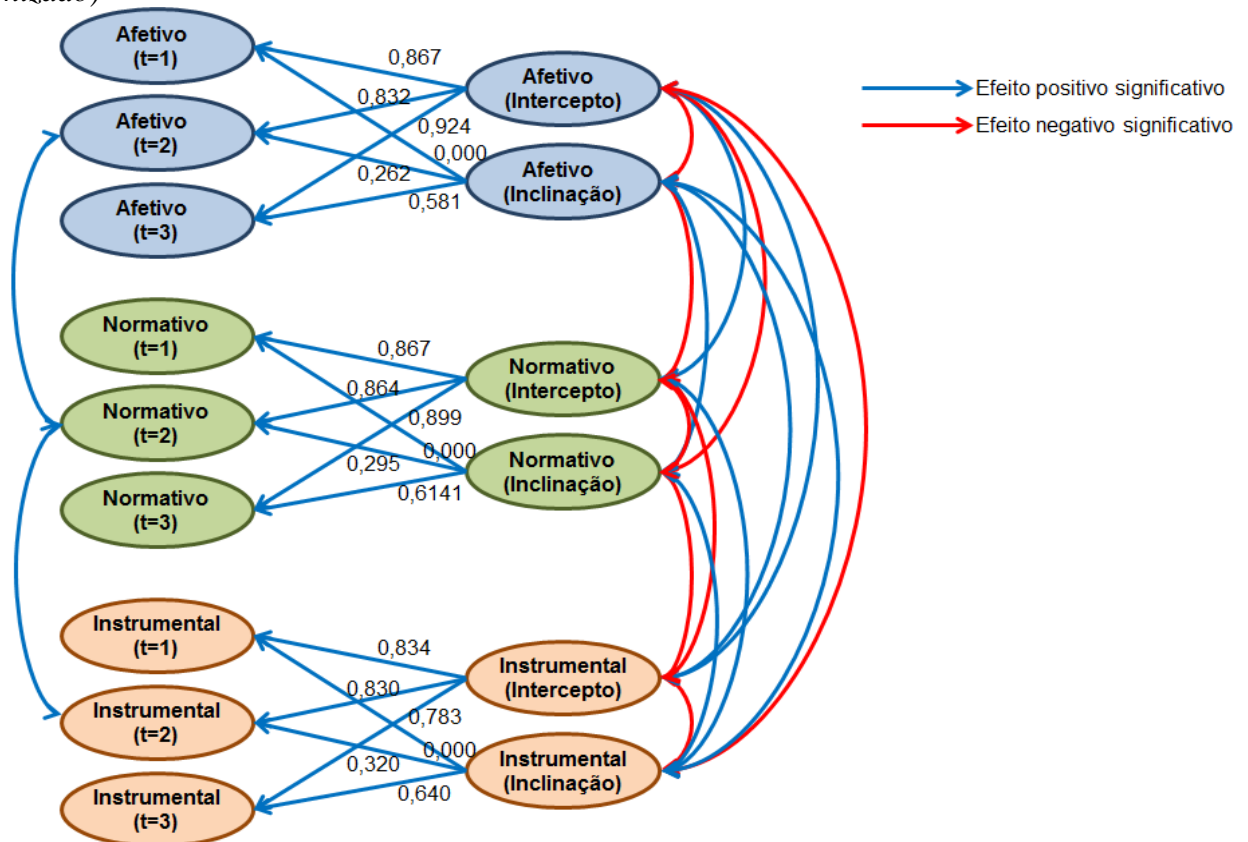 Afetivo
(t=1)
Afetivo
(t=2)
Afetivo
(t=3)
0,867
0,832
0,924
0,000
0,262
0,581
Afetivo
(Intercepto)
Afetivo
(Inclinação)
Efeito positivo significativo
Efeito negativo significativo
Normativo
(t=1)
Normativo
(t=2)
Normativo
(t=3)
0,867
0,864
0,899
0,000
0,295
0,6141
Normativo
(Intercepto)
Normativo
(Inclinação)
Instrumental
(t=1)
Instrumental
(t=2)
Instrumental
(t=3)
0,834
0,830
0,783
0,000
0,320
0,640
Instrumental
(Intercepto)
Instrumental
(Inclinação)